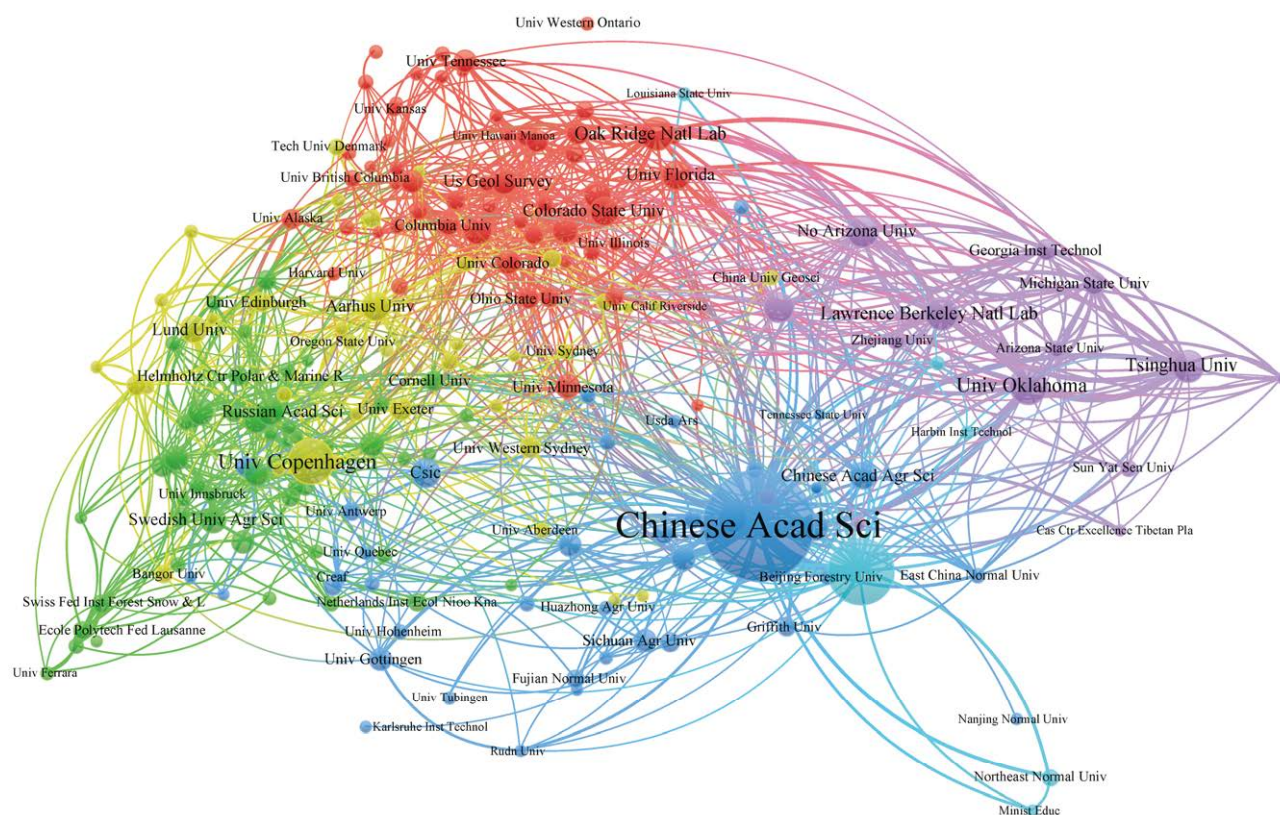 Univ Western Ontario
Univ Tennessee
Louisiana State Univ
Univ Kansas
Univ Hawaii Manoa
Oak Ridge Natl Lab
Tech Univ Denmark
Univ British Columbia
Us Geol Survey
Univ Florida
Univ Alaska
Columbia Univ
Colorado State Univ
No Arizona Univ
Univ Illinois
Georgia Inst Technol
Harvard Univ
Univ Colorado
China Univ Geosci
Michigan State Univ
Univ Edinburgh
Aarhus Univ
Ohio State Univ
Univ Calif Riverside
Lawrence Berkeley Natl Lab
Lund Univ
Oregon State Univ
Zhejiang Univ
Arizona State Univ
Univ Sydney
Tsinghua Univ
Helmholtz Ctr Polar & Marine R
Cornell Univ
Univ Minnesota
Univ Oklahoma
Russian Acad Sci
Univ Exeter
Usda Ars
Tennessee State Univ
Harbin Inst Technol
Univ Western Sydney
Univ Copenhagen
Csic
Chinese Acad Agr Sci
Sun Yat Sen Univ
Univ Innsbruck
Univ Antwerp
Swedish Univ Agr Sci
Chinese Acad Sci
Univ Aberdeen
Cas Ctr Excellence Tibetan Pla
Univ Quebec
Bangor Univ
Creaf
Beijing Forestry Univ
East China Normal Univ
Swiss Fed Inst Forest Snow & L
Netherlands Inst Ecol Nioo Kna
Huazhong Agr Univ
Ecole Polytech Fed Lausanne
Univ Hohenheim
Sichuan Agr Univ
Griffith Univ
Univ Gottingen
Univ Ferrara
Fujian Normal Univ
Univ Tubingen
Karlsruhe Inst Technol
Nanjing Normal Univ
Rudn Univ
Northeast Normal Univ
Minist Educ